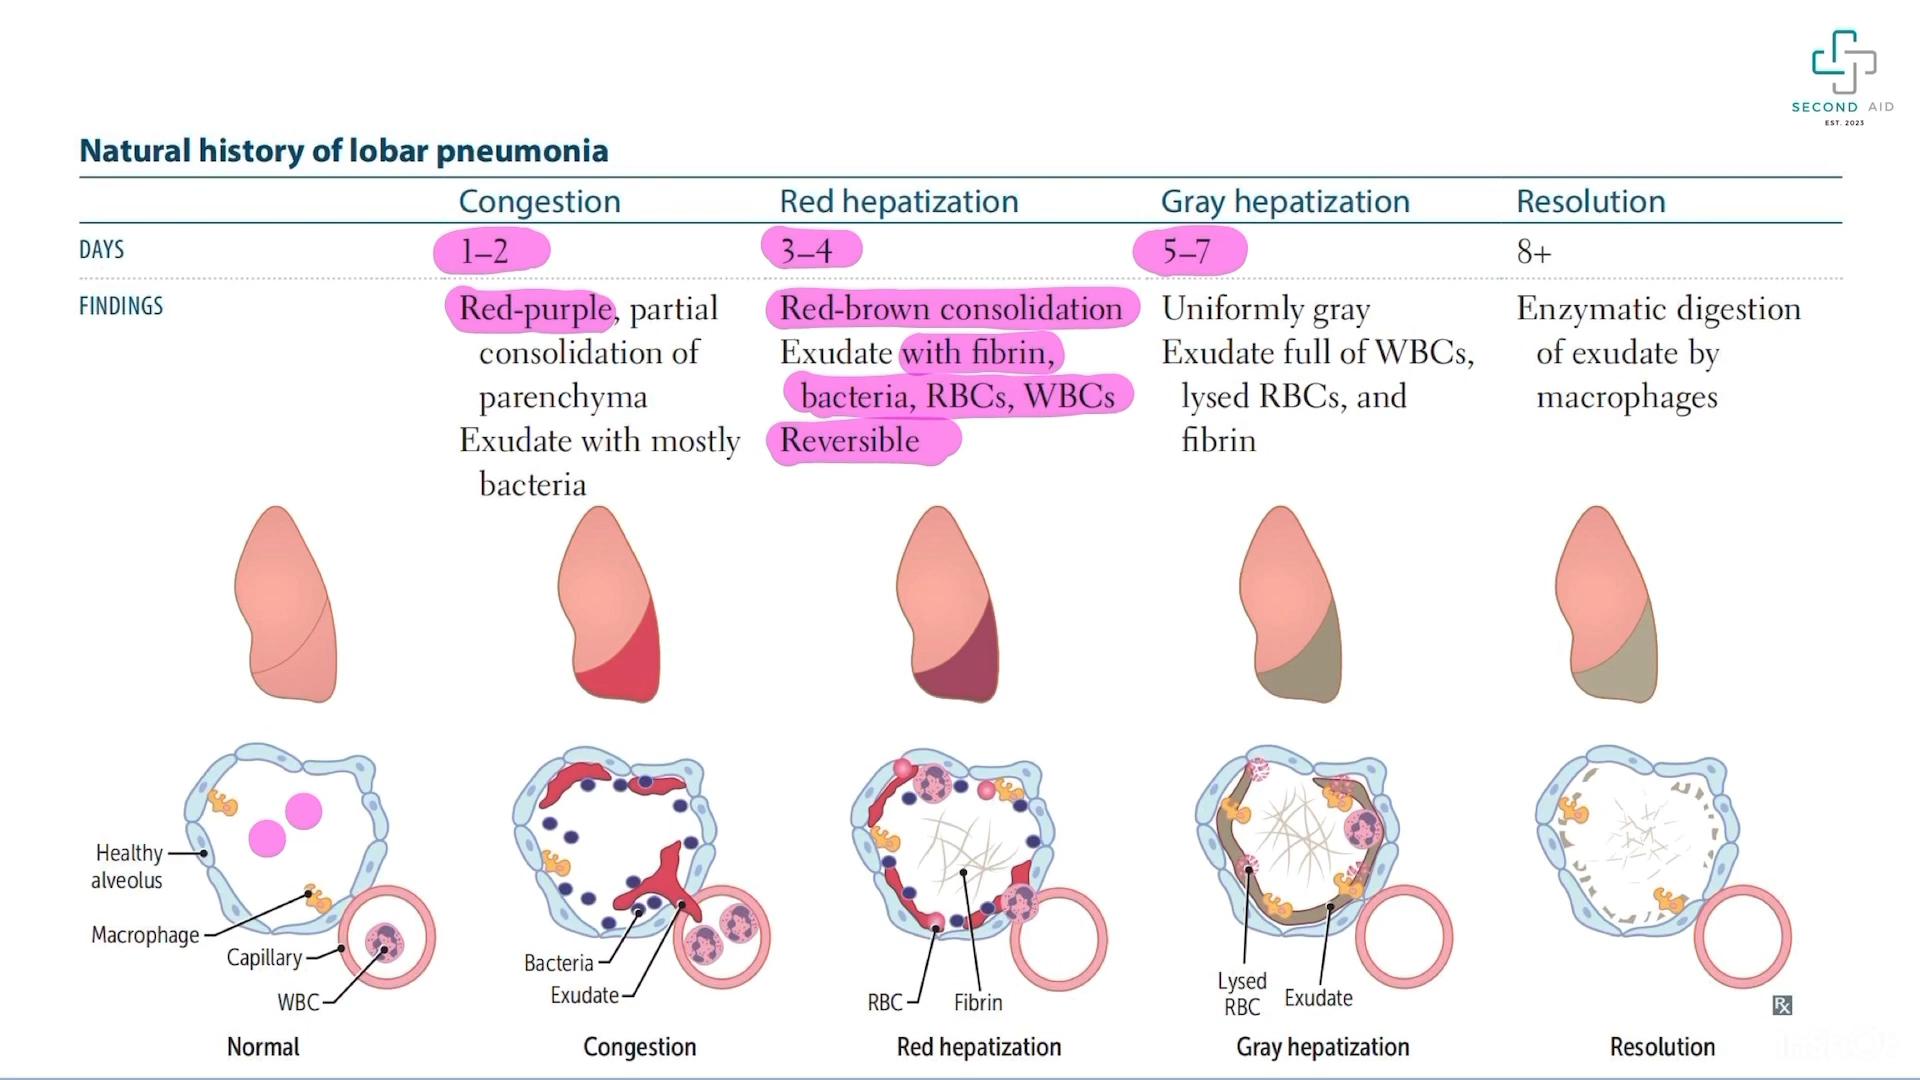 SECOND AID
EST. 2023
Natural history of lobar pneumonia
Congestion Red hepatization Gray hepatization Resolution
DAYS 1–2 3–4 5–7 8+
FINDINGS Red-purple, partial Red-brown consolidation Uniformly gray Enzymatic digestion
consolidation of Exudate with fibrin, Exudate full of WBCs, of exudate by
parenchyma bacteria, RBCs, WBCs lysed RBCs, and macrophages
Exudate with mostly Reversible fibrin
bacteria
Healthy
alveolus
Macrophage
Capillary
WBC
Bacteria
Exudate
RBC
Fibrin
Lysed
RBC
Exudate
Rx
Normal Congestion Red hepatization Gray hepatization Resolution